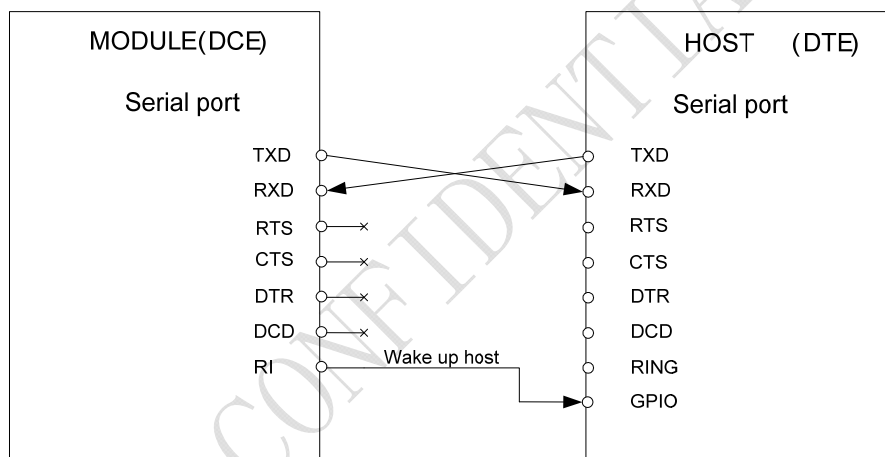 MODULE(DCE)
Serial port
TXD
RXD
RTS
CTS
DTR
DCD
RI
Wake up host
HOST (DTE)
Serial port
TXD
RXD
RTS
CTS
DTR
DCD
RING
GPIO
CONFIDENTIA